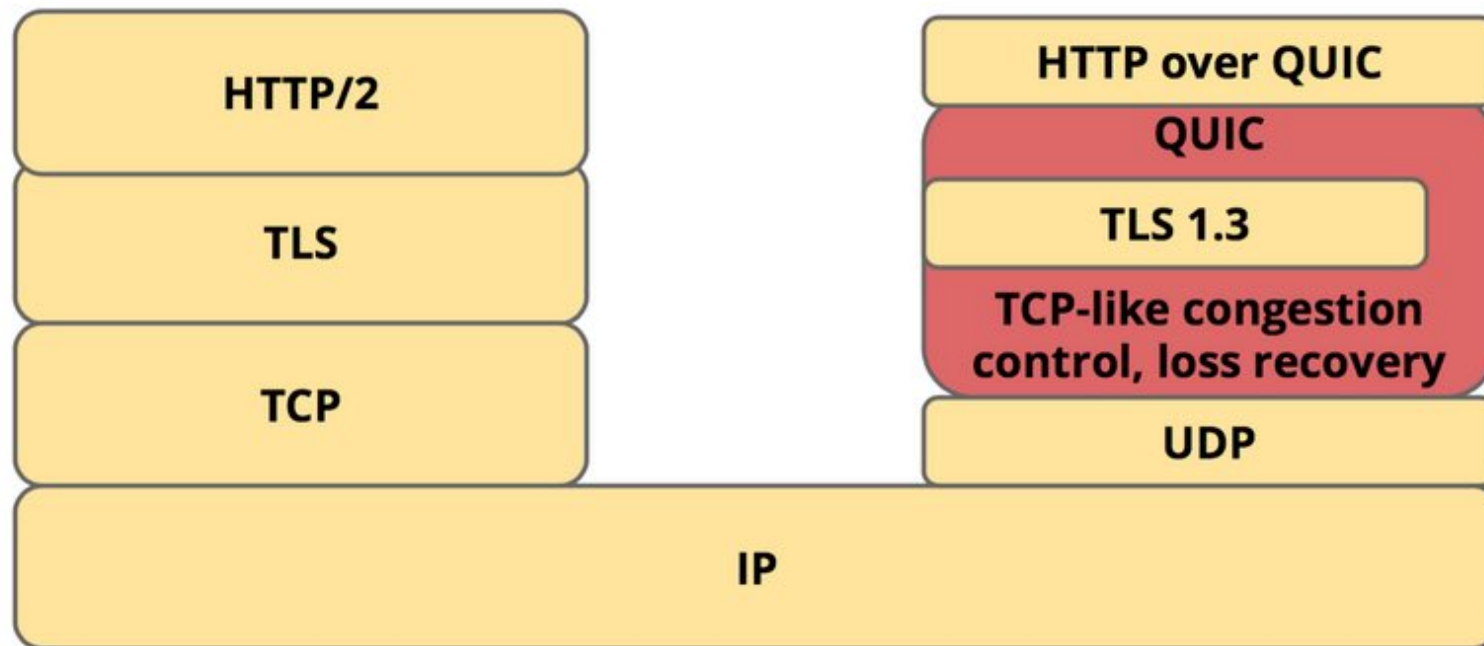 HTTP/2
TLS
TCP
HTTP over QUIC
QUIC
TLS 1.3
TCP-like congestion
control, loss recovery
UDP
IP